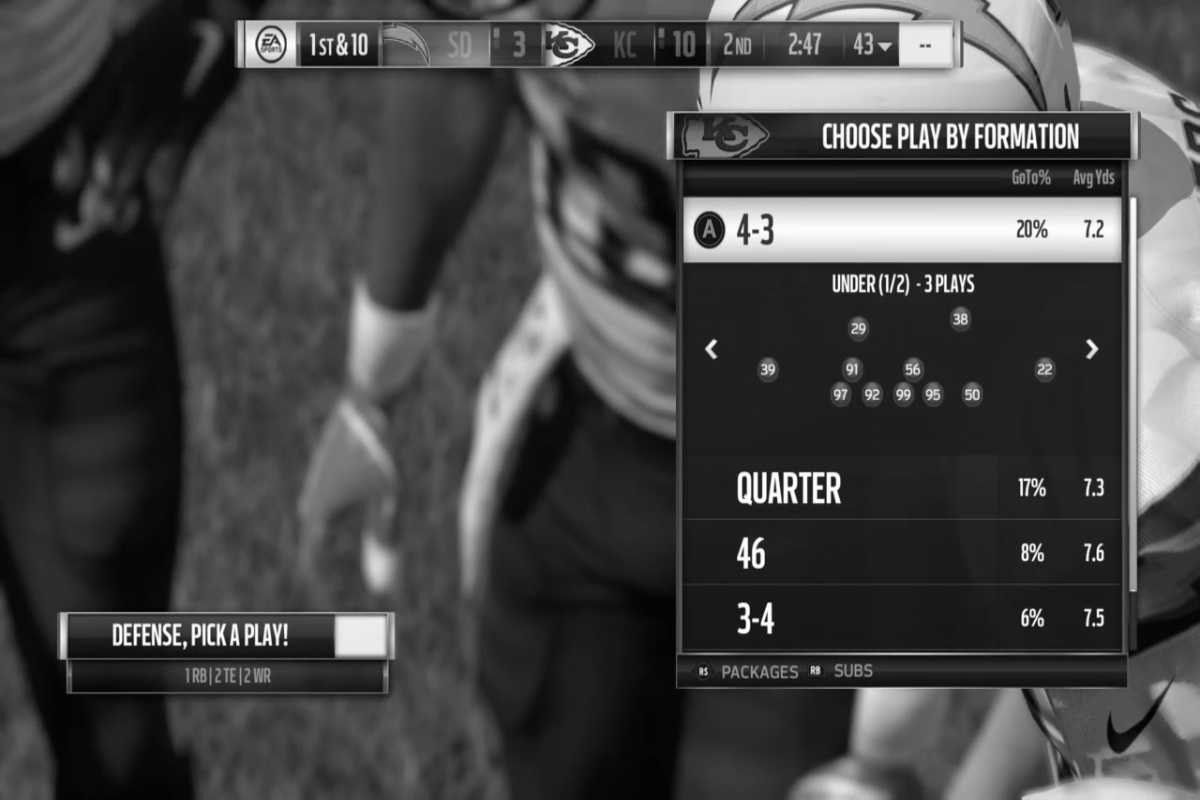 EA SPORTS 1ST & 10 SD 3 KC KC 10 2ND 2:47 43 --
KC CHOOSE PLAY BY FORMATION
GoTo% Avg Yds
A 4-3 20% 7.2
UNDER (1/2) - 3 PLAYS
29 38
39 91 56 22
97 92 99 95 50
QUARTER 17% 7.3
46 8% 7.6
3-4 6% 7.5
RS PACKAGES RB SUBS
DEFENSE, PICK A PLAY!
1 RB | 2 TE | 2 WR